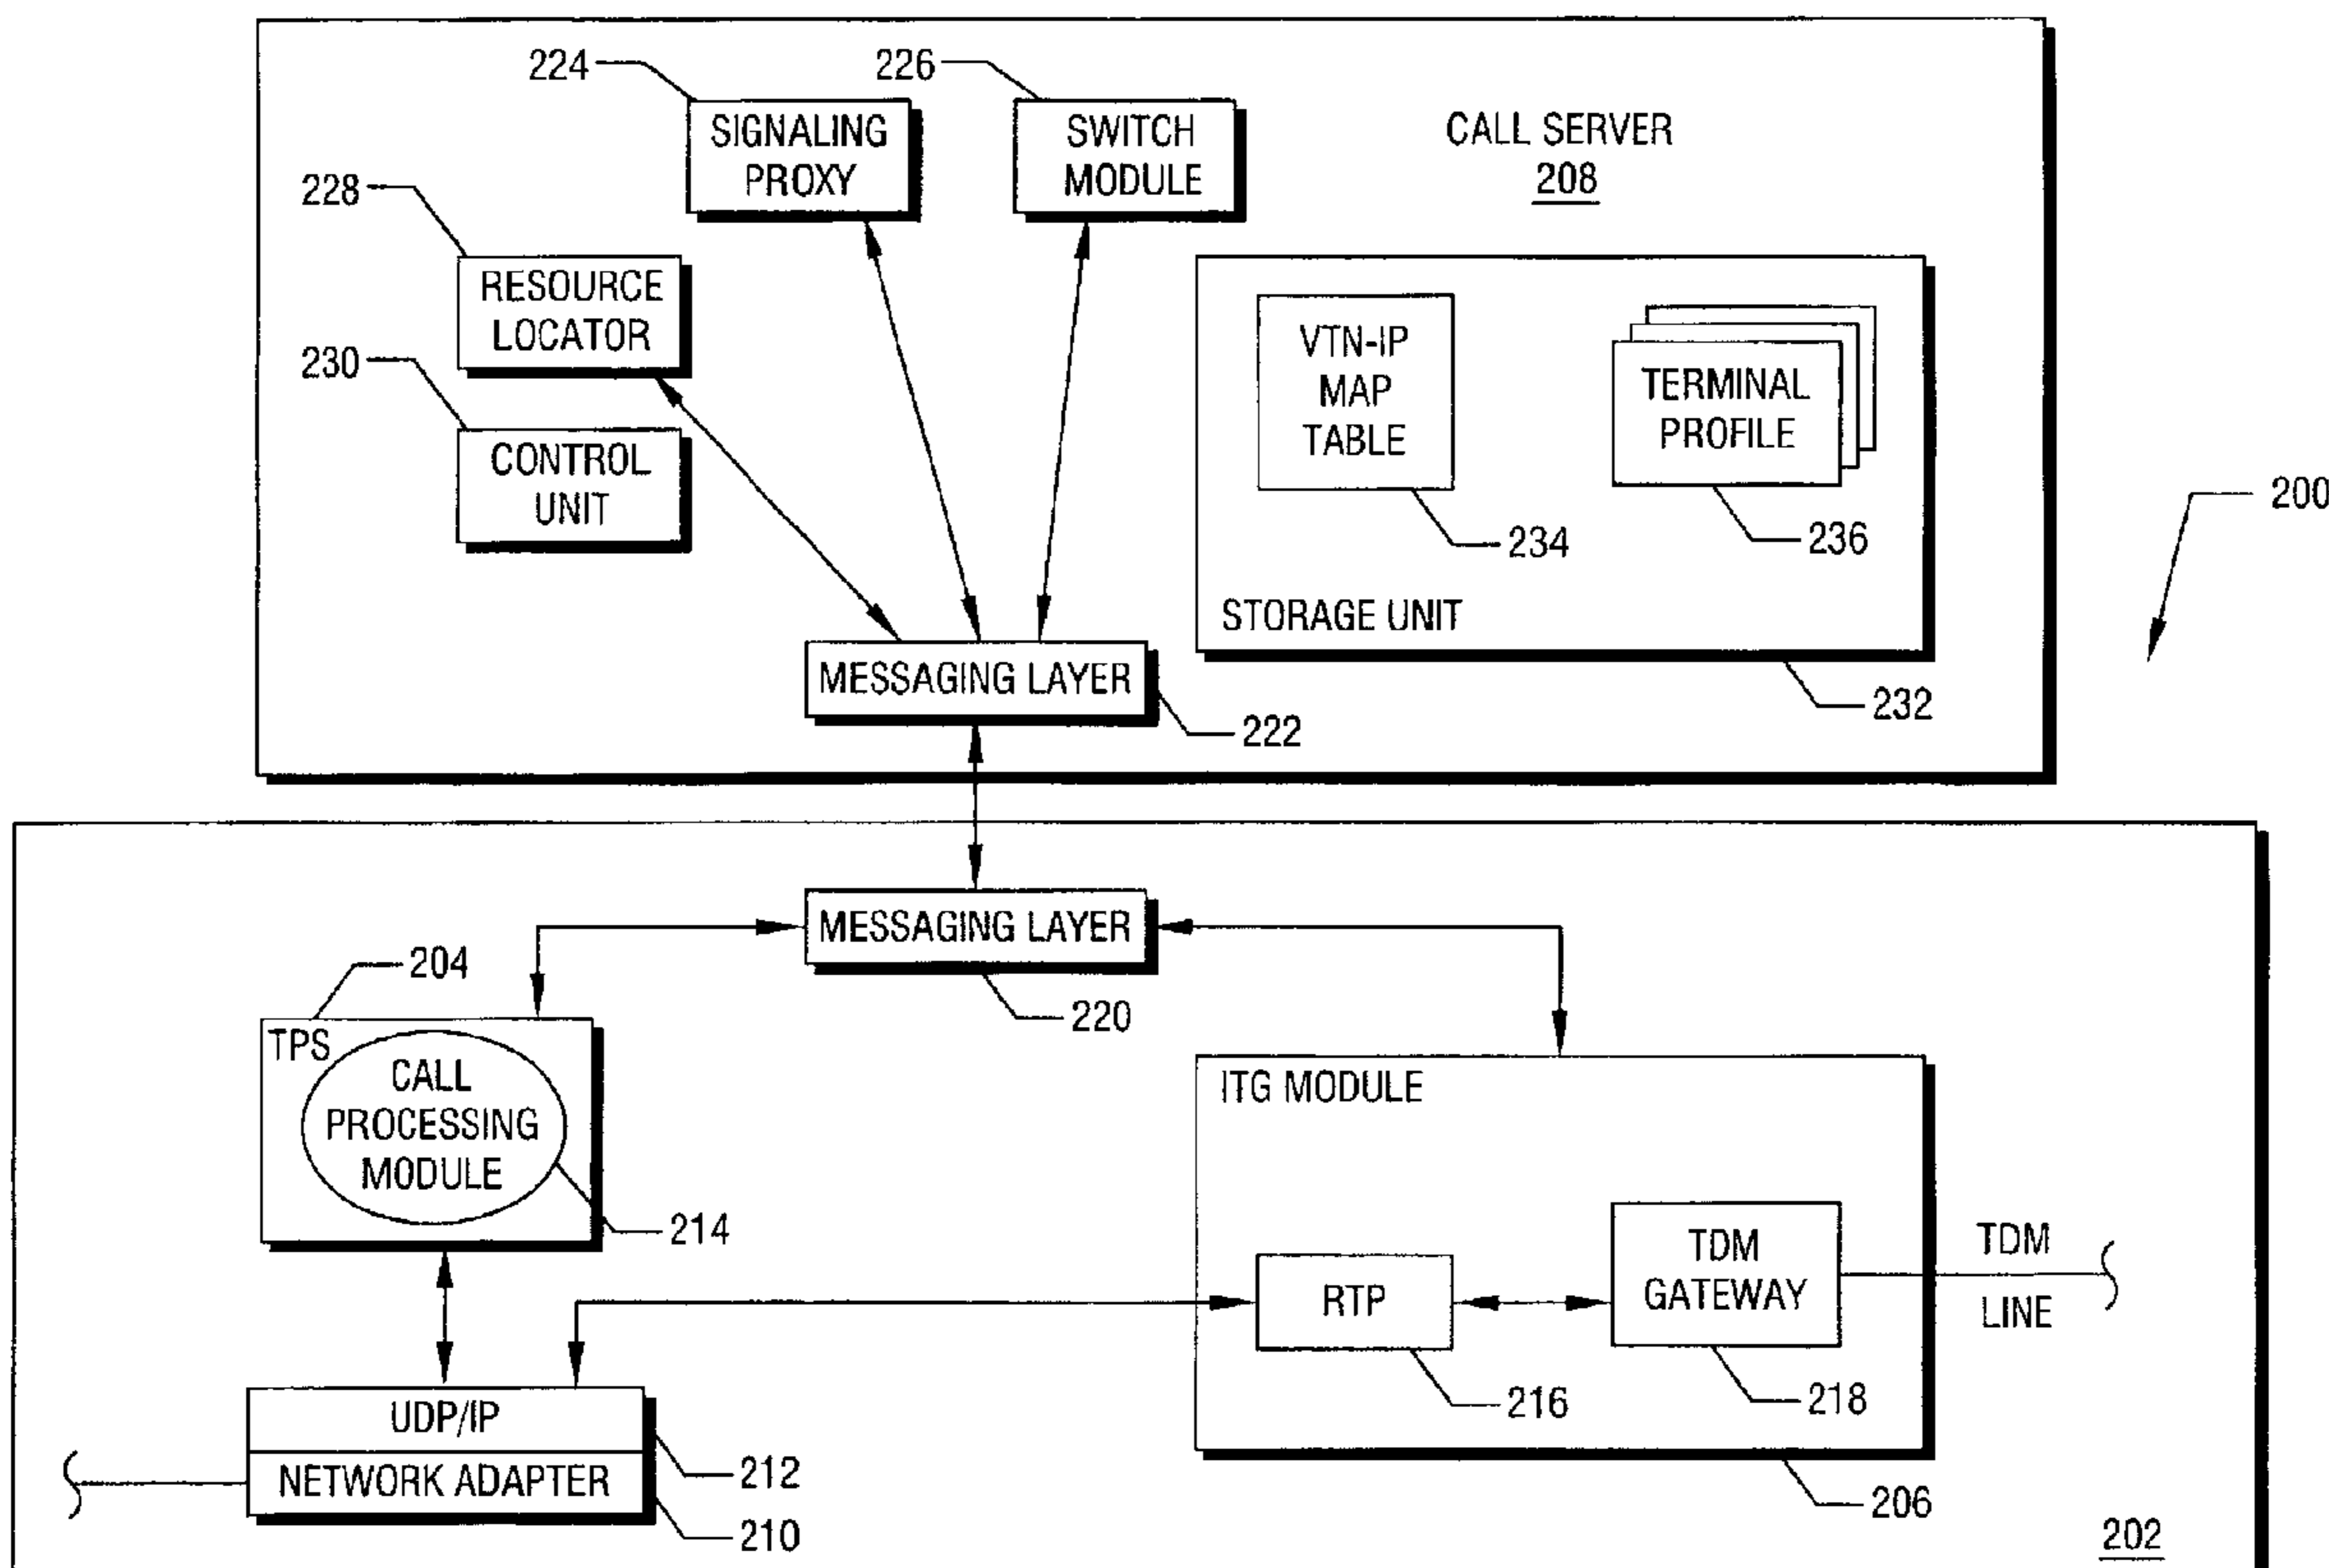 224
226
SIGNALING
PROXY
SWITCH
MODULE
CALL SERVER
208
228
RESOURCE
LOCATOR
230
CONTROL
UNIT
VTN-IP
MAP
TABLE
TERMINAL
PROFILE
234
236
200
STORAGE UNIT
232
MESSAGING LAYER
222
MESSAGING LAYER
220
204
TPS
CALL
PROCESSING
MODULE
214
ITG MODULE
RTP
216
TDM
GATEWAY
218
TDM
LINE
UDP/IP
212
NETWORK ADAPTER
210
206
202